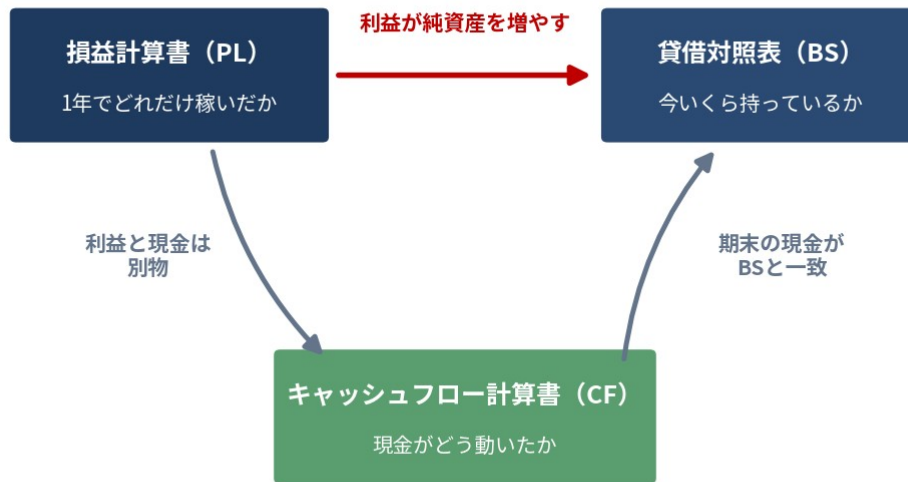 利益が純資産を増やす
損益計算書（PL）
1年でどれだけ稼いだか
貸借対照表（BS）
今いくら持っているか
利益と現金は
別物
期末の現金が
BSと一致
キャッシュフロー計算書（CF）
現金がどう動いたか